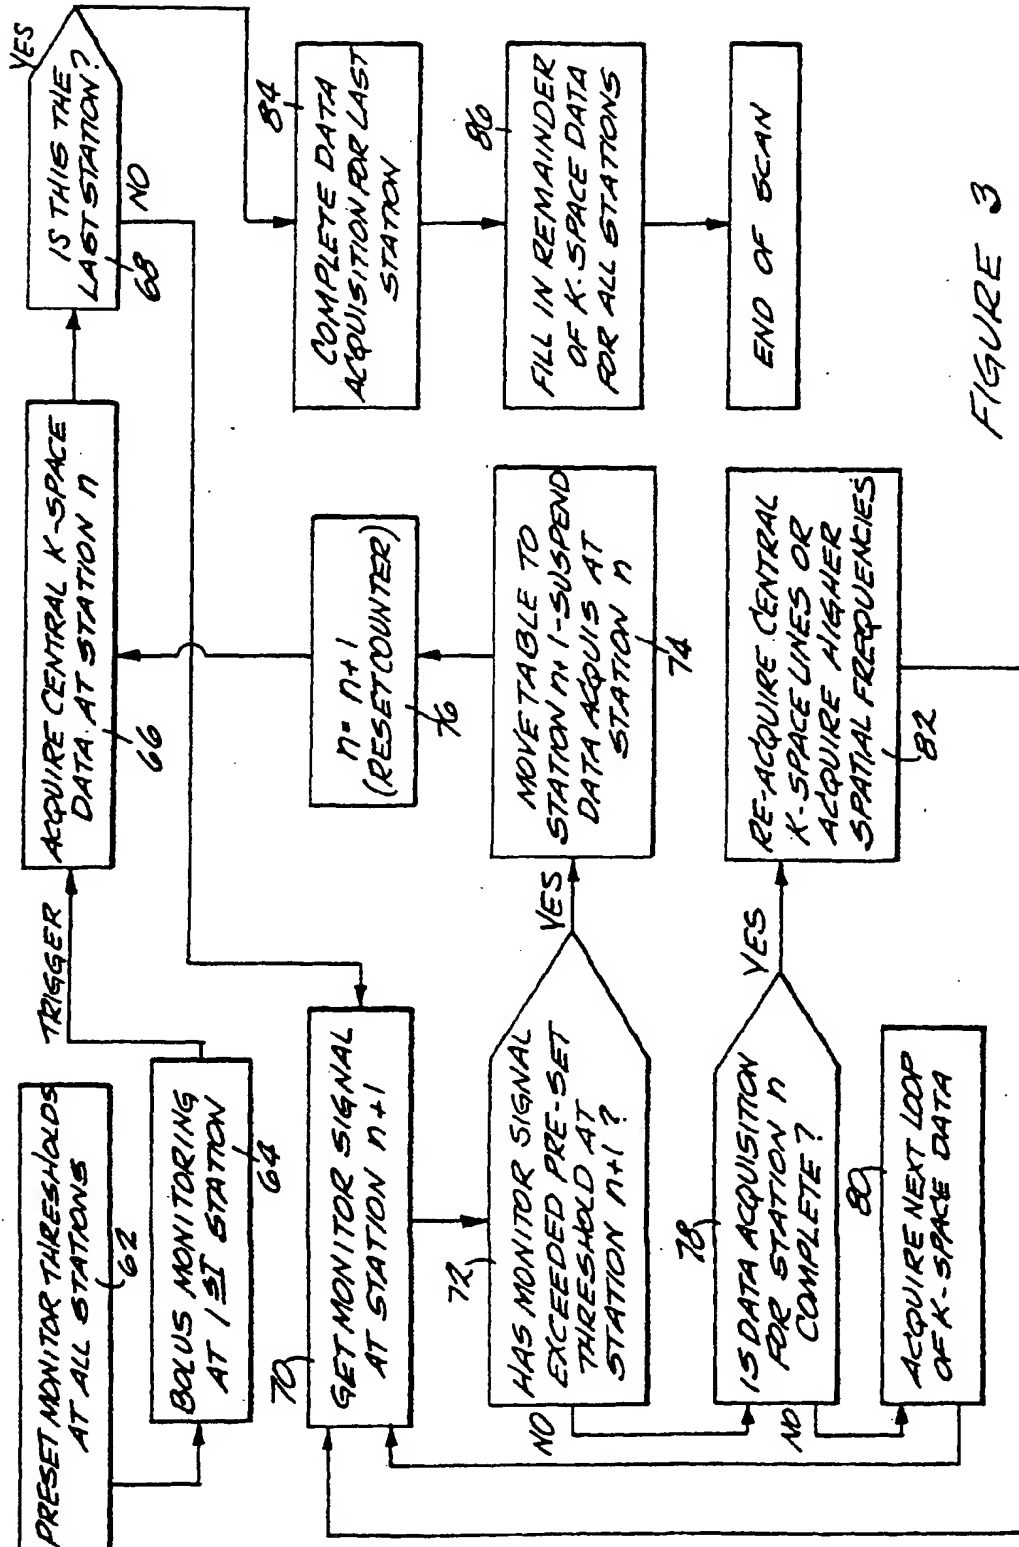 PRESET MONITOR THRESHOLDS
AT ALL STATIONS
62
BOLUS MONITORING
AT 1ST STATION
64
TRIGGER
ACQUIRE CENTRAL K-SPACE
DATA AT STATION n
66
IS THIS THE
LAST STATION?
68
YES
NO
70
GET MONITOR SIGNAL
AT STATION n+1
72
HAS MONITOR SIGNAL
EXCEEDED PRE-SET
THRESHOLD AT
STATION n+1?
YES
NO
MOVE TABLE TO
STATION n+1-SUSPEND
DATA ACQUIS AT
STATION n
74
n = n+1
(RESET COUNTER)
76
78
IS DATA ACQUISITION
FOR STATION n
COMPLETE?
YES
NO
80
ACQUIRE NEXT LOOP
OF K-SPACE DATA
RE-ACQUIRE CENTRAL
K-SPACE LINES OR
ACQUIRE HIGHER
SPATIAL FREQUENCIES
82
84
COMPLETE DATA
ACQUISITION FOR LAST
STATION
86
FILL IN REMAINDER
OF K-SPACE DATA
FOR ALL STATIONS
END OF SCAN
FIGURE 3